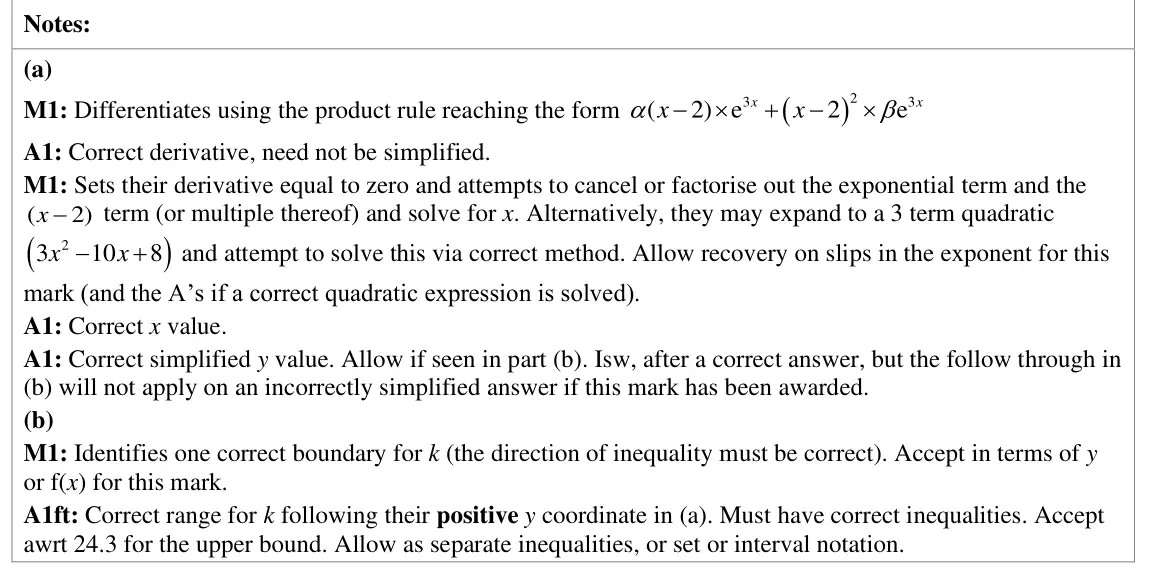 Notes:
(a)
M1: Differentiates using the product rule reaching the form α(x−2)×e³ˣ +(x−2)² × βe³ˣ
A1: Correct derivative, need not be simplified.
M1: Sets their derivative equal to zero and attempts to cancel or factorise out the exponential term and the
(x−2) term (or multiple thereof) and solve for x. Alternatively, they may expand to a 3 term quadratic
(3x² −10x+8) and attempt to solve this via correct method. Allow recovery on slips in the exponent for this
mark (and the A’s if a correct quadratic expression is solved).
A1: Correct x value.
A1: Correct simplified y value. Allow if seen in part (b). Isw, after a correct answer, but the follow through in
(b) will not apply on an incorrectly simplified answer if this mark has been awarded.
(b)
M1: Identifies one correct boundary for k (the direction of inequality must be correct). Accept in terms of y
or f(x) for this mark.
A1ft: Correct range for k following their positive y coordinate in (a). Must have correct inequalities. Accept
awrt 24.3 for the upper bound. Allow as separate inequalities, or set or interval notation.